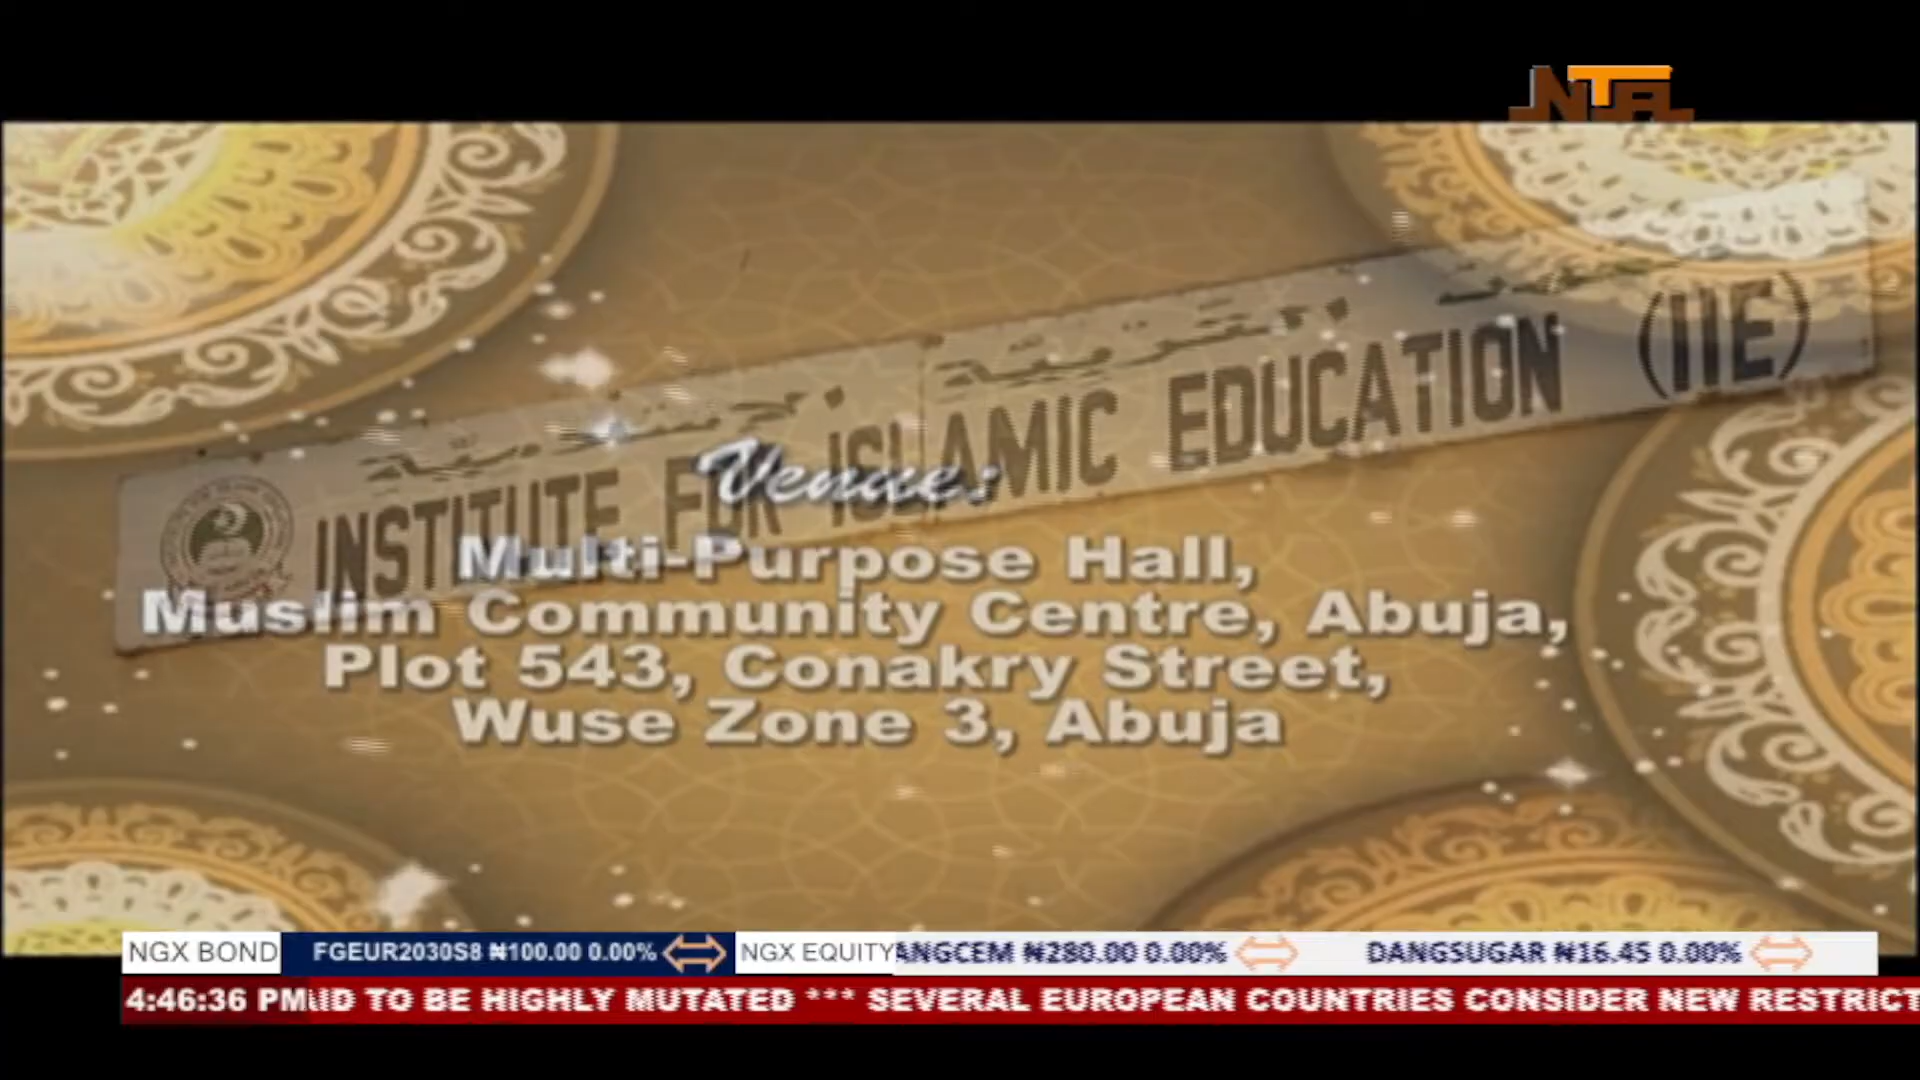 NTA
INSTITUTE FOR ISLAMIC EDUCATION (IIE)
Venue:
Multi-Purpose Hall,
Muslim Community Centre, Abuja,
Plot 543, Conakry Street,
Wuse Zone 3, Abuja
NGX BOND FGEUR2030S8 ₦100.00 0.00% NGX EQUITY ANGCEM ₦280.00 0.00% DANGSUGAR ₦16.45 0.00%
4:46:36 PM ID TO BE HIGHLY MUTATED *** SEVERAL EUROPEAN COUNTRIES CONSIDER NEW RESTRICT